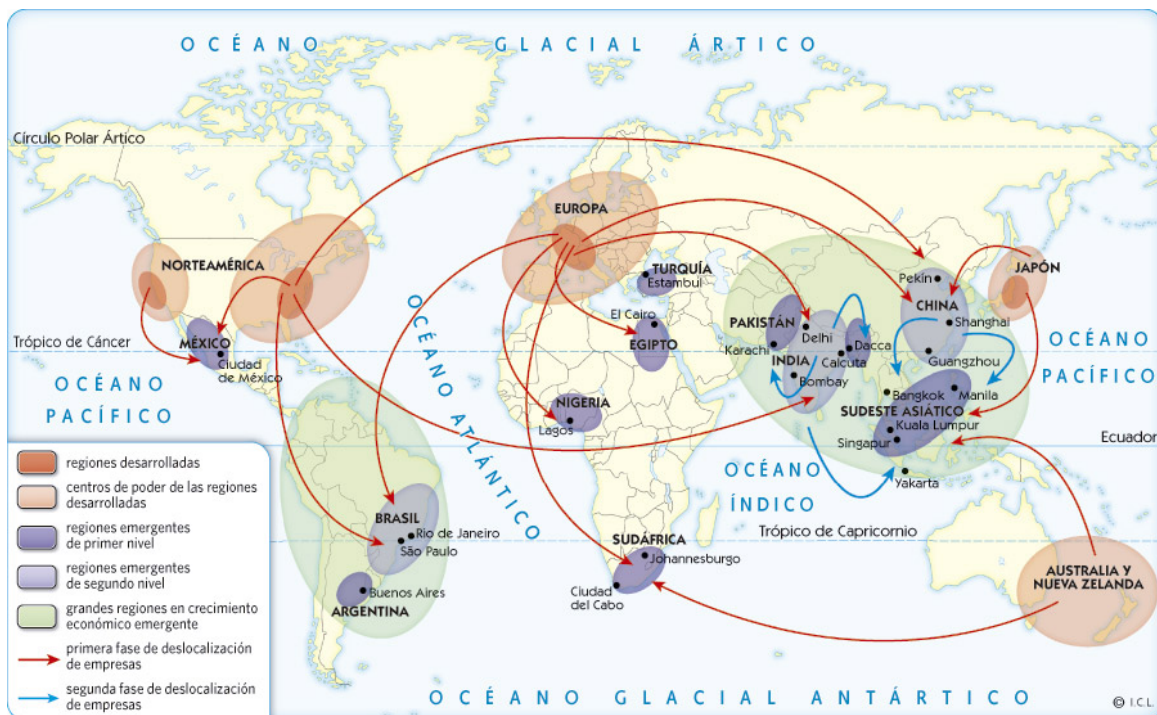 OCÉANO GLACIAL ÁRTICO
Círculo Polar Ártico
EUROPA
NORTEAMÉRICA
TURQUÍA
Estambul
Pekín
JAPÓN
CHINA
El Cairo
PAKISTÁN
Delhi
Shanghai
MÉXICO
EGIPTO
Dacca
OCÉANO
PACÍFICO
Trópico de Cáncer
Ciudad
de México
Karachi
INDIA
Calcuta
Guangzhou
OCÉANO
PACÍFICO
Bombay
OCÉANO ATLÁNTICO
NIGERIA
Lagos
Bangkok
Manila
SUDESTE ASIÁTICO
Kuala Lumpur
Singapur
Ecuador
OCÉANO
ÍNDICO
Yakarta
BRASIL
Rio de Janeiro
São Paulo
Trópico de Capricornio
SUDÁFRICA
Johannesburgo
Ciudad
del Cabo
AUSTRALIA Y
NUEVA ZELANDA
Buenos Aires
ARGENTINA
regiones desarrolladas
centros de poder de las regiones
desarrolladas
regiones emergentes
de primer nivel
regiones emergentes
de segundo nivel
grandes regiones en crecimiento
económico emergente
primera fase de deslocalización
de empresas
segunda fase de deslocalización
de empresas
OCÉANO GLACIAL ANTÁRTICO
© I.C.L.